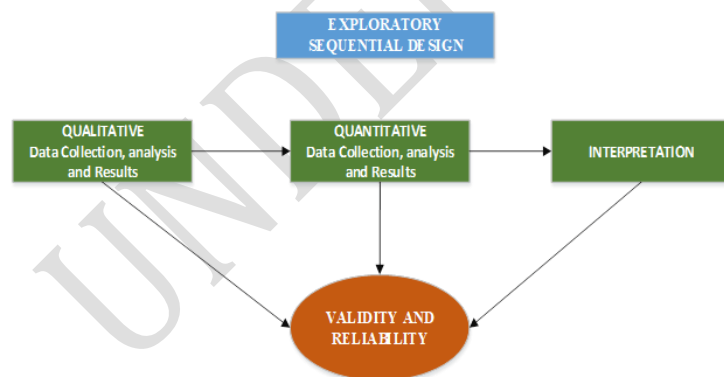 EXPLORATORY
SEQUENTIAL DESIGN
QUALITATIVE
Data Collection, analysis
and Results
QUANTITATIVE
Data Collection, analysis
and Results
INTERPRETATION
VALIDITY AND
RELIABILITY
UNDE